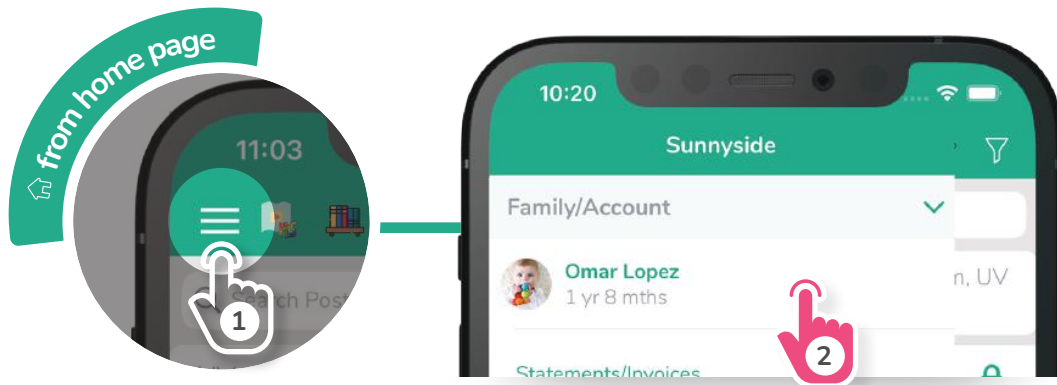 from home page
11:03
Search Post
1
10:20
Sunnyside
Family/Account
Omar Lopez
1 yr 8 mths
n, UV
2
Statements/Invoices